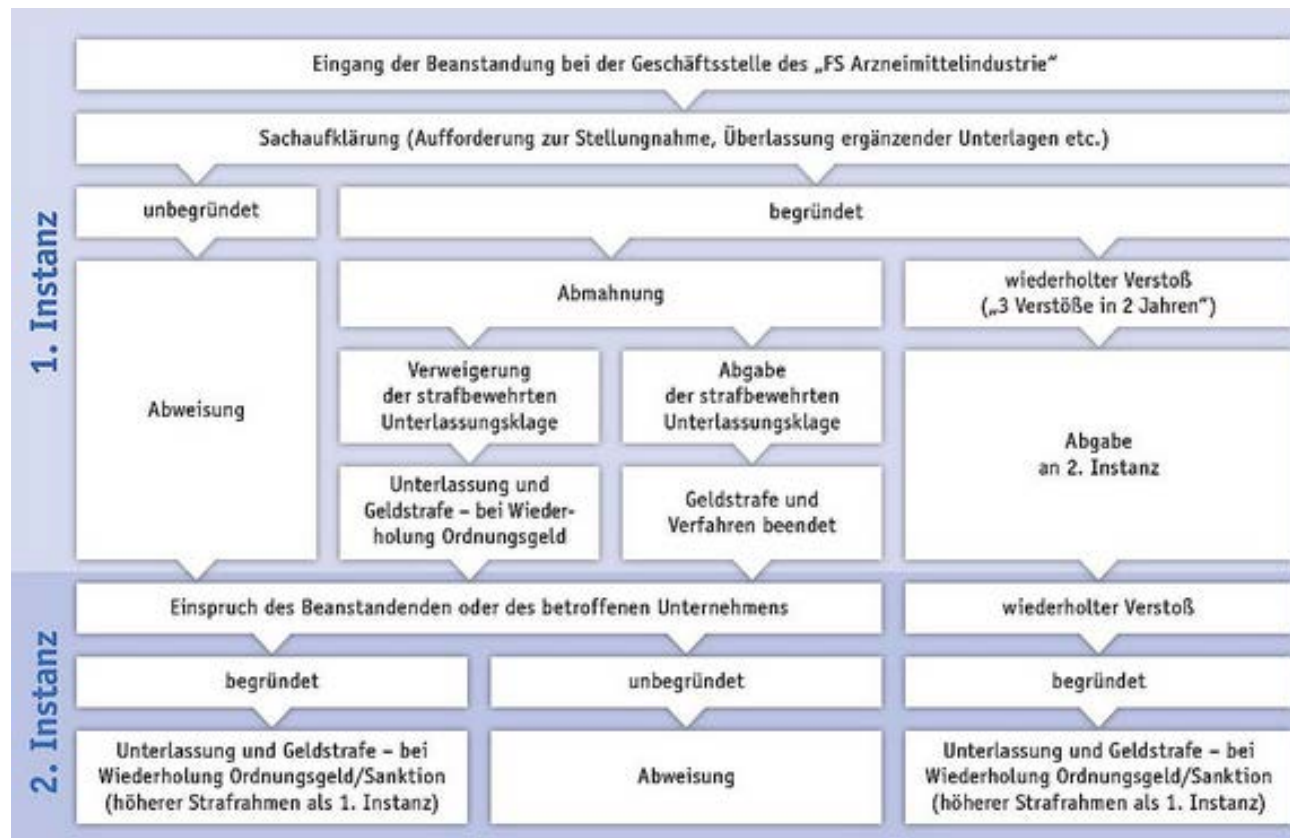 Eingang der Beanstandung bei der Geschäftsstelle des „FS Arzneimittelindustrie“
Sachaufklärung (Aufforderung zur Stellungnahme, Überlassung ergänzender Unterlagen etc.)
1. Instanz
unbegründet
begründet
Abweisung
Abmahnung
wiederholter Verstoß
(„3 Verstöße in 2 Jahren“)
Verweigerung
der strafbewehrten
Unterlassungsklage
Abgabe
der strafbewehrten
Unterlassungsklage
Abgabe
an 2. Instanz
Unterlassung und
Geldstrafe – bei Wieder-
holung Ordnungsgeld
Geldstrafe und
Verfahren beendet
2. Instanz
Einspruch des Beanstandenden oder des betroffenen Unternehmens
wiederholter Verstoß
begründet
unbegründet
begründet
Unterlassung und Geldstrafe – bei
Wiederholung Ordnungsgeld/Sanktion
(höherer Strafrahmen als 1. Instanz)
Abweisung
Unterlassung und Geldstrafe – bei
Wiederholung Ordnungsgeld/Sanktion
(höherer Strafrahmen als 1. Instanz)